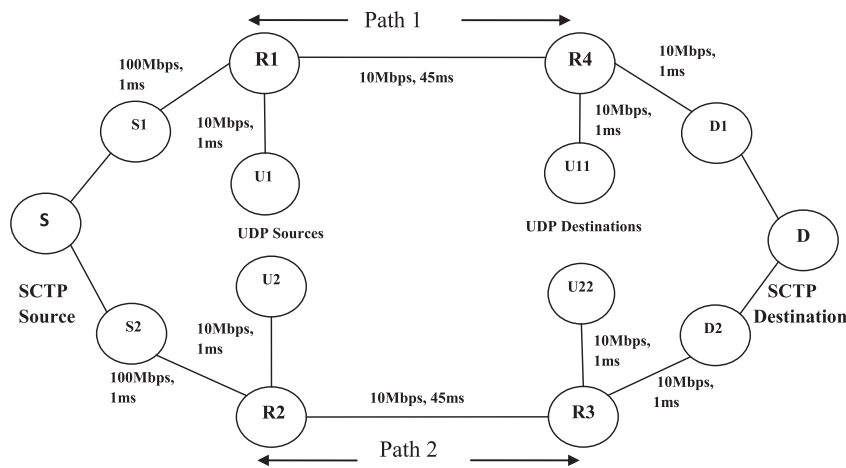 Path 1
100Mbps,
1ms
R1
10Mbps, 45ms
R4
10Mbps,
1ms
S1
10Mbps,
1ms
U1
10Mbps,
1ms
U11
D1
S
UDP Sources
UDP Destinations
D
SCTP
Source
U2
U22
SCTP
Destination
S2
10Mbps,
1ms
10Mbps,
1ms
D2
100Mbps,
1ms
R2
10Mbps, 45ms
R3
10Mbps,
1ms
Path 2